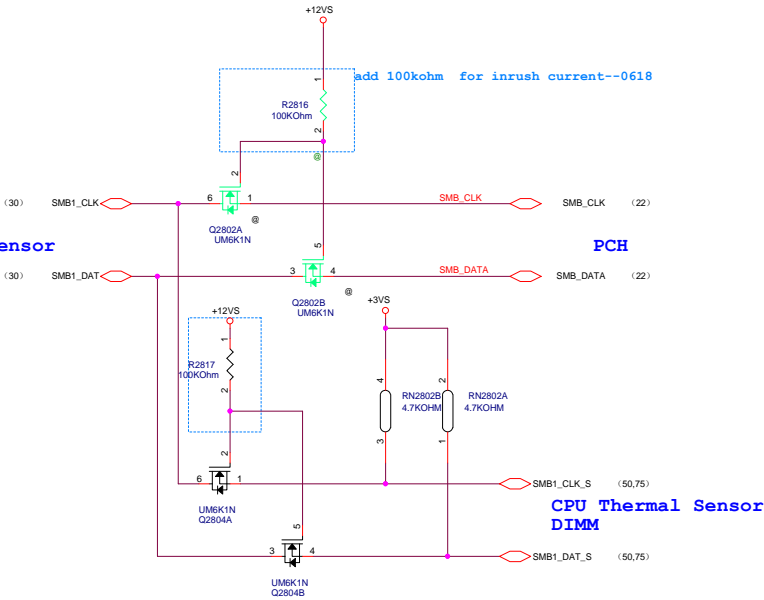 +12VS
add 100kohm  for inrush current--0618
1
R2816
100KOhm
2
@
2
(30) SMB1_CLK 6 1 SMB_CLK SMB_CLK (22)
@
Q2802A
UM6K1N
ensor
5
PCH
(30) SMB1_DAT 3 4 SMB_DATA SMB_DATA (22)
@
Q2802B
UM6K1N
+12VS
+3VS
1
R2817
100KOhm
2
4
2
RN2802B
4.7KOHM
RN2802A
4.7KOHM
3
1
2
6 1 SMB1_CLK_S (50,75)
UM6K1N
Q2804A
CPU Thermal Sensor
DIMM
5
3 4 SMB1_DAT_S (50,75)
UM6K1N
Q2804B